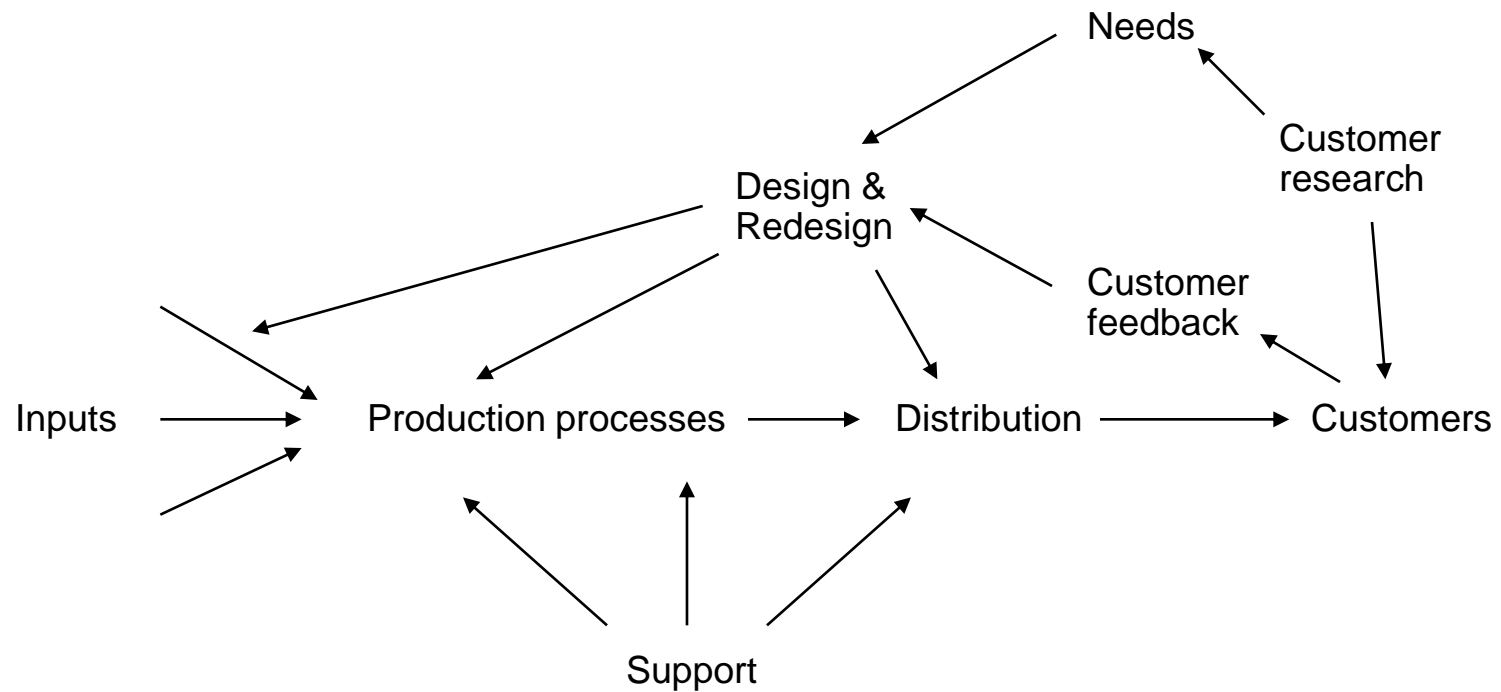 Needs
Customer
research
Design &
Redesign
Customer
feedback
Inputs
Production processes
Distribution
Customers
Support